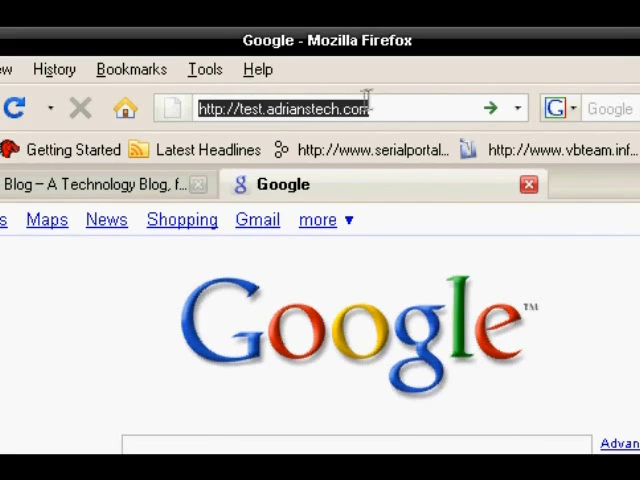 Google - Mozilla Firefox
ew History Bookmarks Tools Help
http://test.adrianstech.com G Google
Getting Started Latest Headlines http://www.serialportal... http://www.vbteam.inf...
Blog – A Technology Blog, f... Google
s Maps News Shopping Gmail more ▼
Google™
Advan